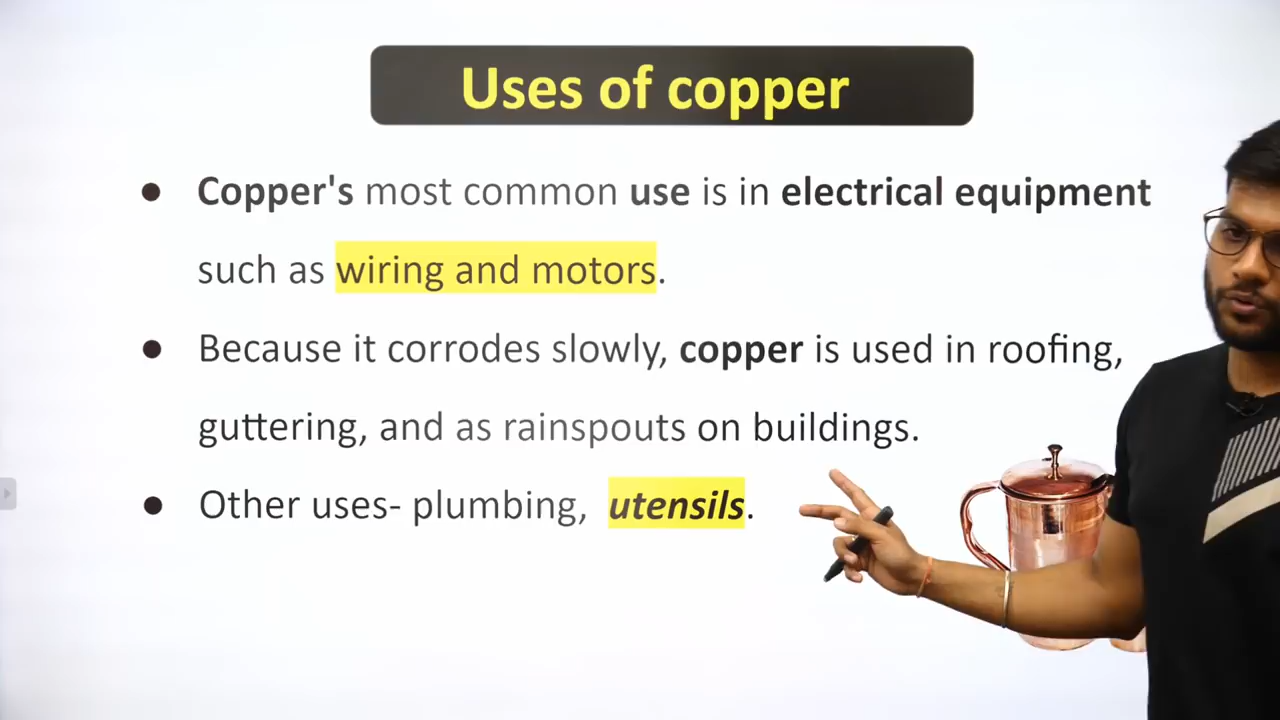 Uses of copper
● Copper's most common use is in electrical equipment
such as wiring and motors.
● Because it corrodes slowly, copper is used in roofing,
guttering, and as rainspouts on buildings.
● Other uses- plumbing, utensils.